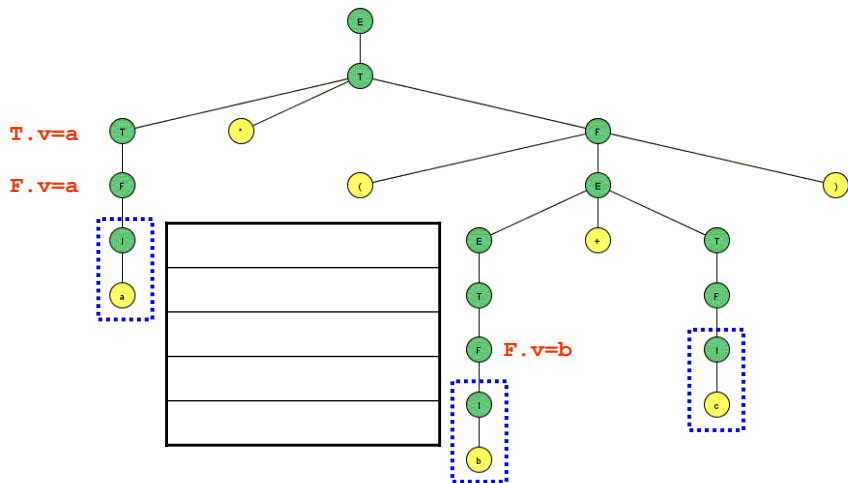 E
T
T.v=a T * F
F.v=a F ( E )
I E + T
a T F
F F.v=b I
I c
b